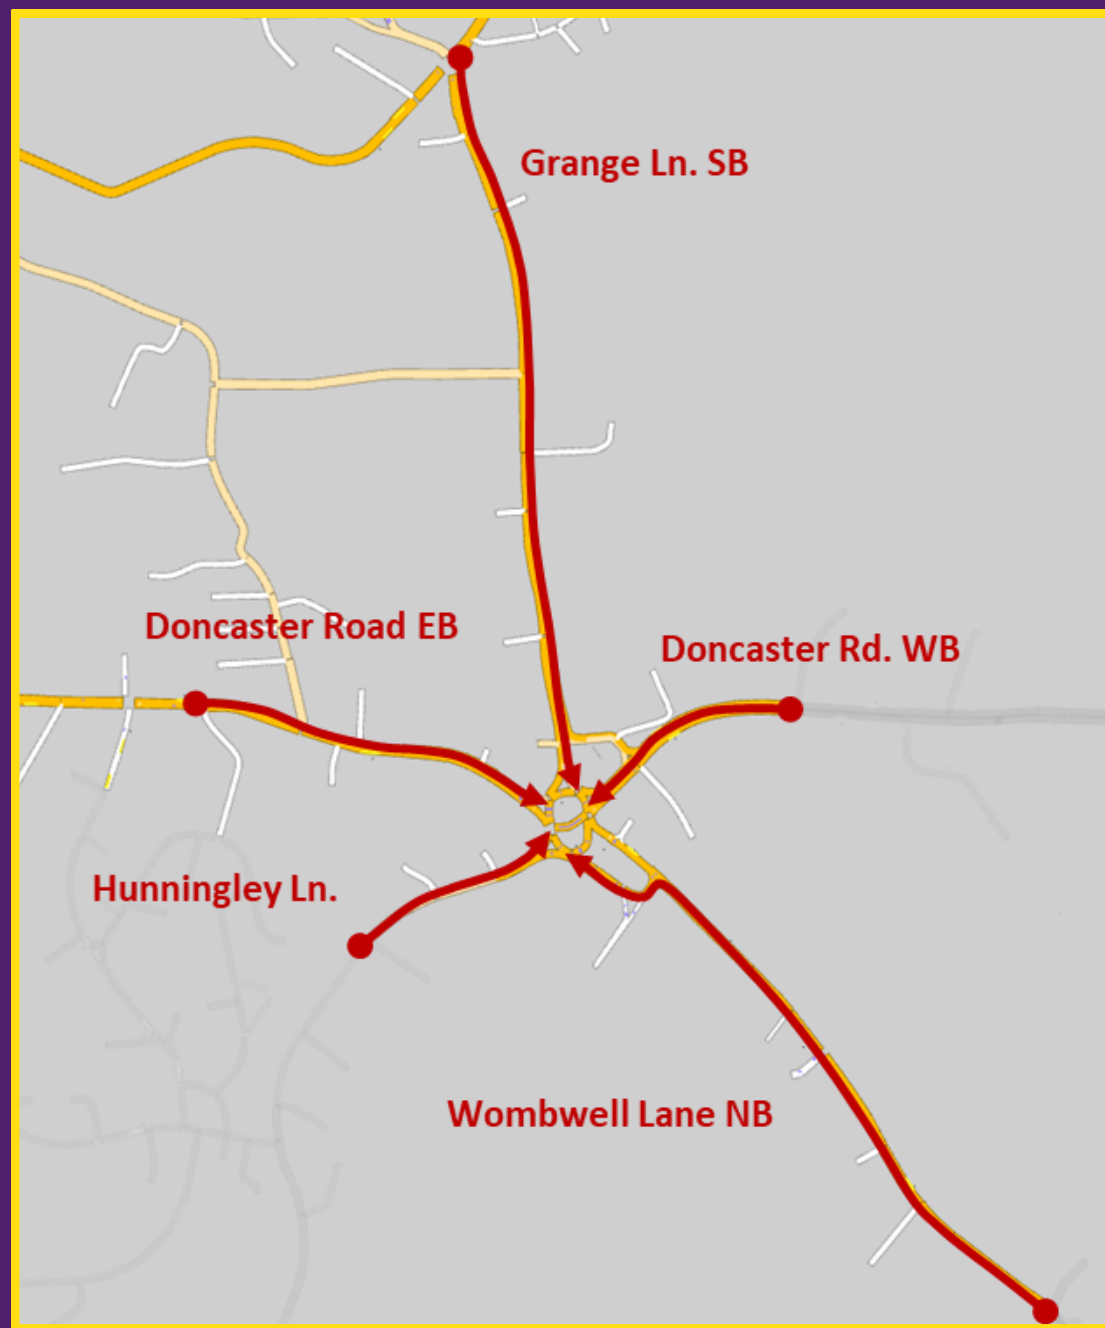 Grange Ln. SB
Doncaster Road EB
Doncaster Rd. WB
Hunningley Ln.
Wombwell Lane NB